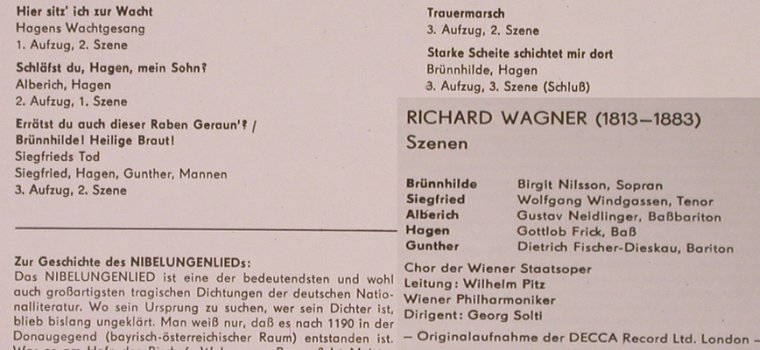 Hier sitz' ich zur Wacht
Hagens Wachtgesang
1. Aufzug, 2. Szene
Schläfst du, Hagen, mein Sohn?
Alberich, Hagen
2. Aufzug, 1. Szene
Errätst du auch dieser Raben Geraun'? /
Brünnhilde! Heilige Braut!
Siegfrieds Tod
Siegfried, Hagen, Gunther, Mannen
3. Aufzug, 2. Szene
Zur Geschichte des NIBELUNGENLIEDs:
Das NIBELUNGENLIED ist eine der bedeutendsten und wohl
auch großartigsten tragischen Dichtungen der deutschen Natio-
nalliteratur. Wo sein Ursprung zu suchen, wer sein Dichter ist,
blieb bislang ungeklärt. Man weiß nur, daß es nach 1190 in der
Donaugegend (bayrisch-österreichischer Raum) entstanden ist.
Trauermarsch
3. Aufzug, 2. Szene
Starke Scheite schichtet mir dort
Brünnhilde, Hagen
3. Aufzug, 3. Szene (Schluß)
RICHARD WAGNER (1813—1883)
Szenen
Brünnhilde Birgit Nilsson, Sopran
Siegfried Wolfgang Windgassen, Tenor
Alberich Gustav Neidlinger, Baßbariton
Hagen Gottlob Frick, Baß
Gunther Dietrich Fischer-Dieskau, Bariton
Chor der Wiener Staatsoper
Leitung: Wilhelm Pitz
Wiener Philharmoniker
Dirigent: Georg Solti
— Originalaufnahme der DECCA Record Ltd. London —